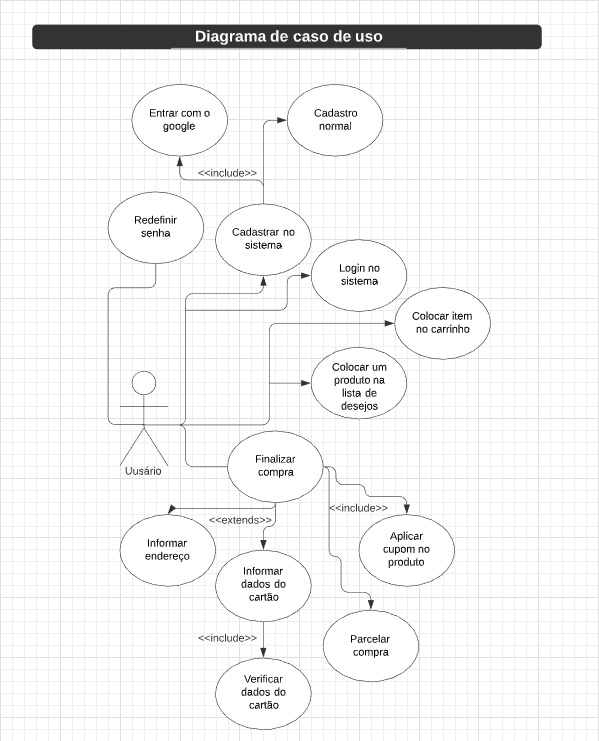 Diagrama de caso de uso
Entrar com o
google
Cadastro
normal
<<include>>
Redefinir
senha
Cadastrar no
sistema
Login no
sistema
Colocar item
no carrinho
Colocar um
produto na
lista de
desejos
Uusário
Finalizar
compra
<<include>>
<<extends>>
Informar
endereço
Aplicar
cupom no
produto
Informar
dados do
cartão
<<include>>
Parcelar
compra
Verificar
dados do
cartão